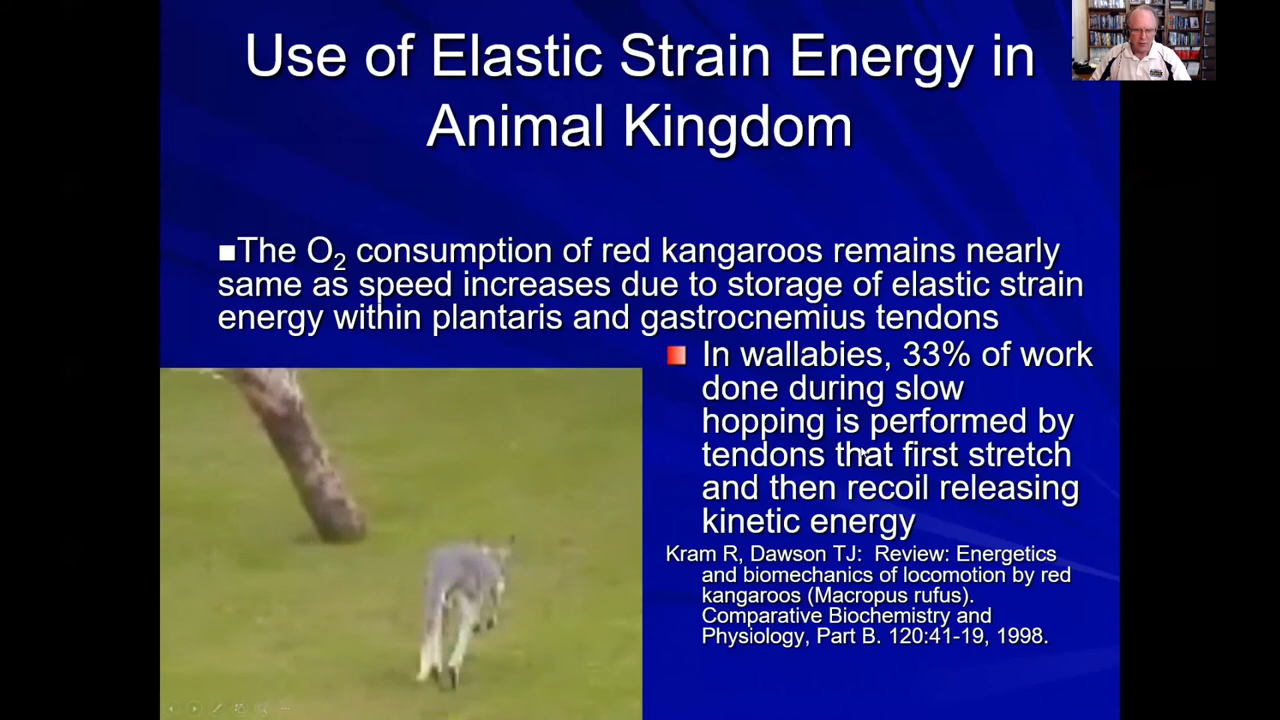 Use of Elastic Strain Energy in
Animal Kingdom
■The O₂ consumption of red kangaroos remains nearly
same as speed increases due to storage of elastic strain
energy within plantaris and gastrocnemius tendons
In wallabies, 33% of work
done during slow
hopping is performed by
tendons that first stretch
and then recoil releasing
kinetic energy
Kram R, Dawson TJ: Review: Energetics
and biomechanics of locomotion by red
kangaroos (Macropus rufus).
Comparative Biochemistry and
Physiology, Part B. 120:41-19, 1998.